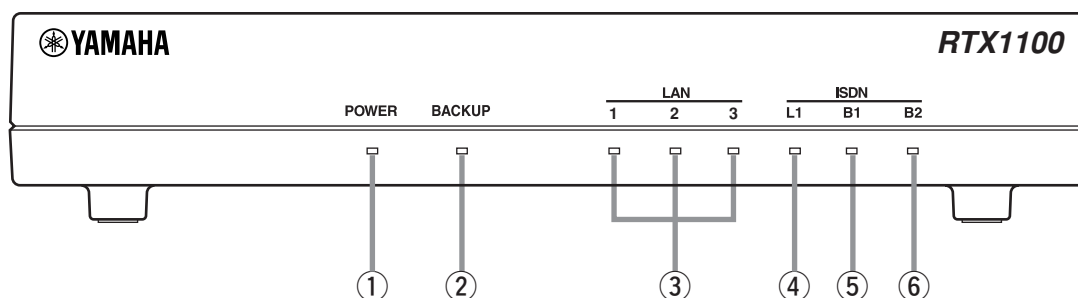 YAMAHA
RTX1100
LAN
ISDN
POWER BACKUP 1 2 3 L1 B1 B2
① ② ③ ④ ⑤ ⑥